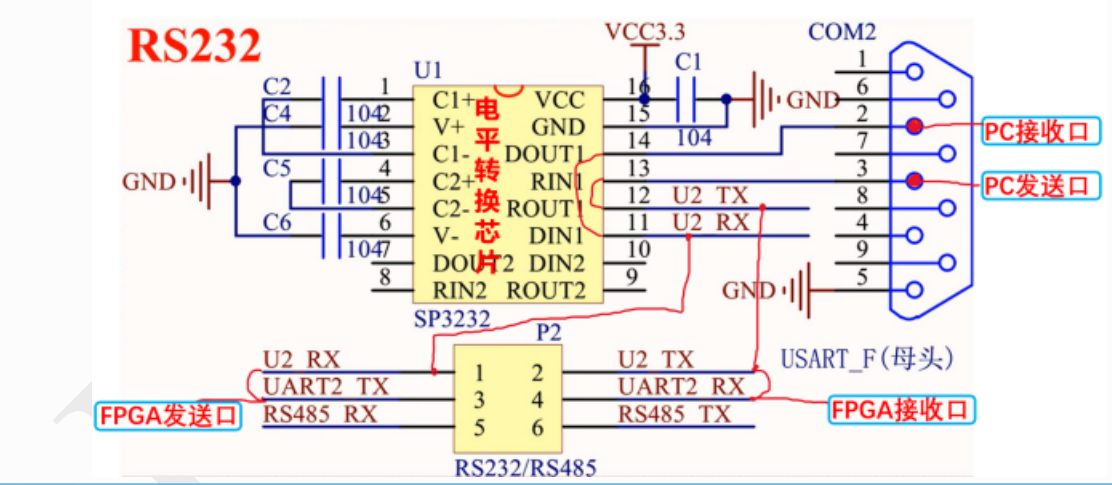 RS232
VCC3.3
COM2
U1
C1
C2
C4
C5
C6
104
104
104
104
104
GND
GND
GND
1 C1+ VCC 16
2 V+ GND 15
3 C1- DOUT1 14
4 C2+ RIN1 13
5 C2- ROUT1 12 U2 TX
6 V- DIN1 11 U2 RX
7 DOUT2 DIN2 10
8 RIN2 ROUT2 9
电平转换芯片
SP3232
1
6
2
7
3
8
4
9
5
PC接收口
PC发送口
USART_F(母头)
P2
U2 RX 1 2 U2 TX
UART2 TX 3 4 UART2 RX
RS485 RX 5 6 RS485 TX
FPGA发送口
FPGA接收口
RS232/RS485